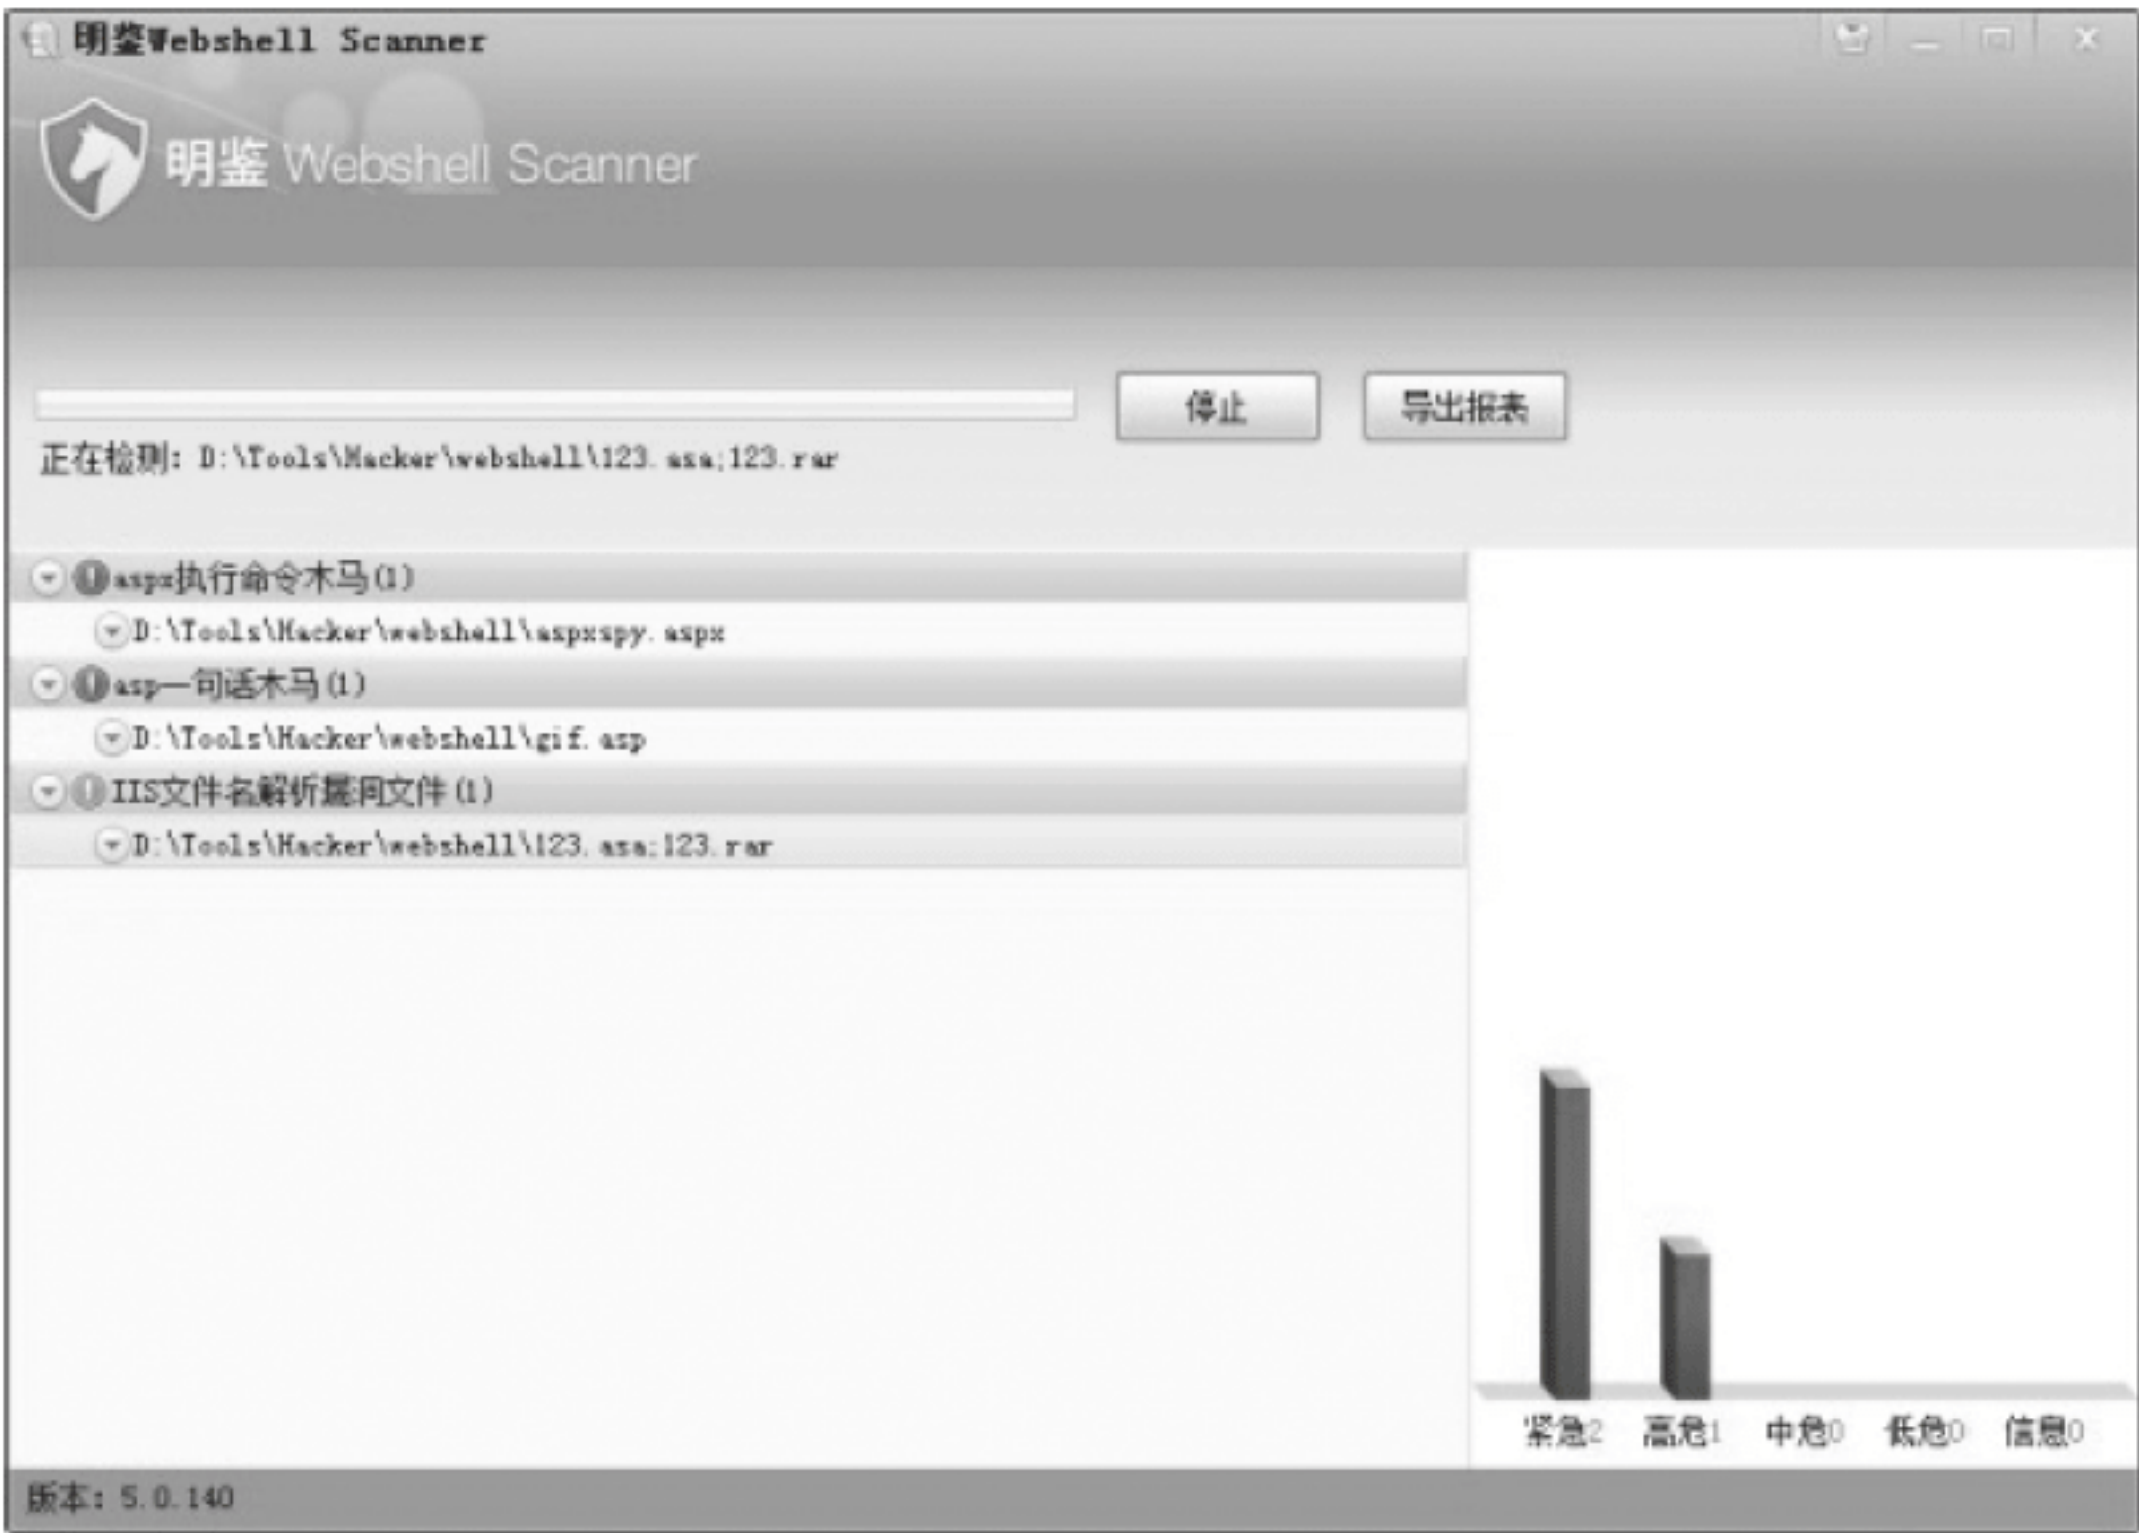 明鉴Webshell Scanner
明鉴 Webshell Scanner
停止
导出报表
正在检测: D:\Tools\Hacker\webshell\123.asa;123.rar
aspx执行命令木马(1)
D:\Tools\Hacker\webshell\aspxspy.aspx
asp一句话木马(1)
D:\Tools\Hacker\webshell\gif.asp
IIS文件名解析漏洞文件(1)
D:\Tools\Hacker\webshell\123.asa;123.rar
紧急2 高危1 中危0 低危0 信息0
版本: 5.0.140